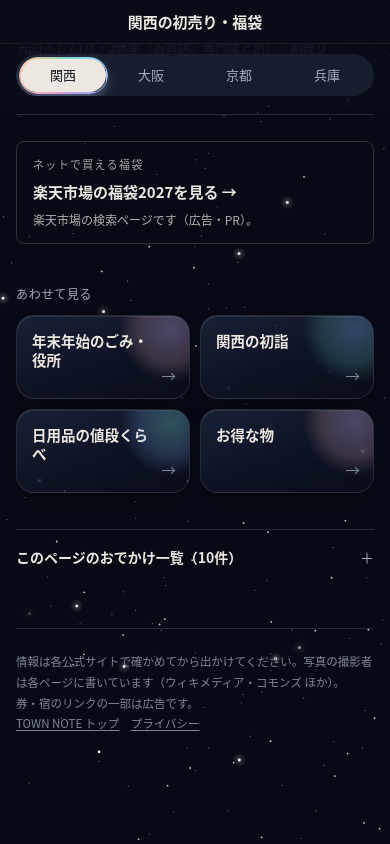 関西の初売り・福袋
関西
大阪
京都
兵庫
ネットで買える福袋
楽天市場の福袋2027を見る →
楽天市場の検索ページです（広告・PR）。
あわせて見る
年末年始のごみ・
役所
→
関西の初詣
→
日用品の値段くら
べ
→
お得な物
→
このページのおでかけ一覧（10件）
＋
情報は各公式サイトで確かめてから出かけてください。写真の撮影者
は各ページに書いています（ウィキメディア・コモンズ ほか）。
券・宿のリンクの一部は広告です。
TOWN NOTE トップ プライバシー